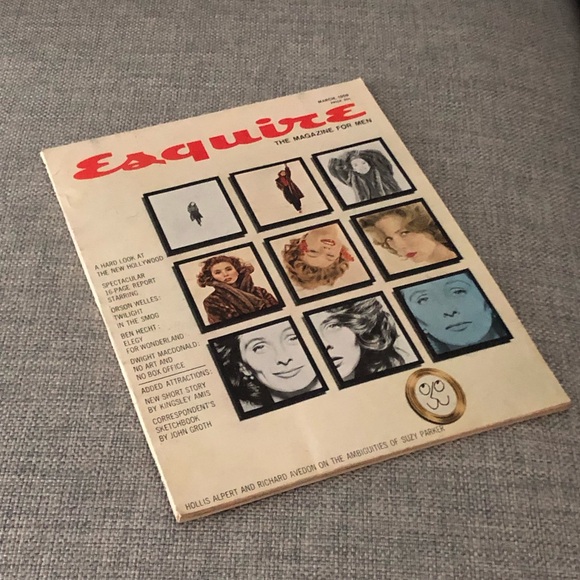 MARCH, 1959
Esquire
THE MAGAZINE FOR MEN
A HARD LOOK AT
THE NEW HOLLYWOOD
SPECTACULAR
16-PAGE REPORT
STARRING
ORSON WELLES:
TWILIGHT
IN THE SMOG
BEN HECHT:
ELEGY
FOR WONDERLAND
DWIGHT MACDONALD:
NO ART AND
NO BOX OFFICE
ADDED ATTRACTIONS:
NEW SHORT STORY
BY KINGSLEY AMIS
CORRESPONDENT'S
SKETCHBOOK
BY JOHN GROTH
HOLLIS ALPERT AND RICHARD AVEDON ON THE AMBIGUITIES OF SUZY PARKER